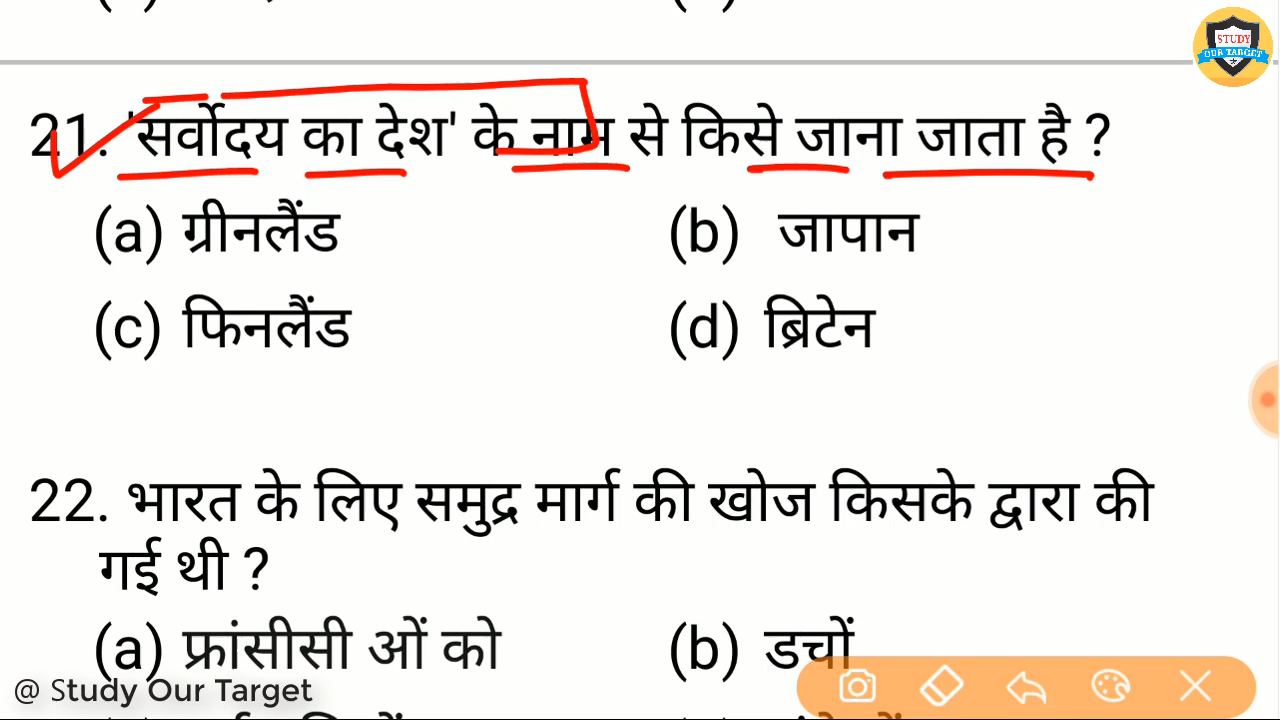 STUDY
OUR TARGET
21. 'सर्वोदय का देश' के नाम से किसे जाना जाता है ?
(a) ग्रीनलैंड (b) जापान
(c) फिनलैंड (d) ब्रिटेन
22. भारत के लिए समुद्र मार्ग की खोज किसके द्वारा की
गई थी ?
(a) फ्रांसीसी ओं को (b) डचों
@ Study Our Target